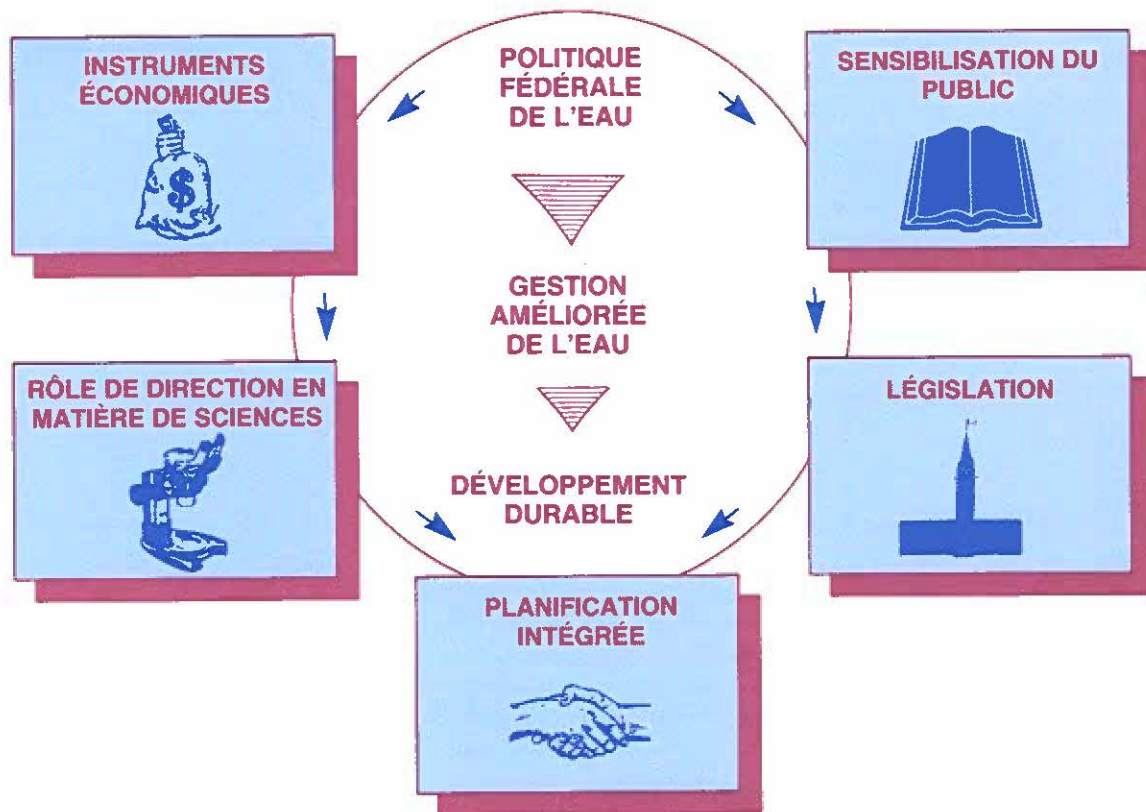 INSTRUMENTS
ÉCONOMIQUES
$
POLITIQUE
FÉDÉRALE
DE L'EAU
SENSIBILISATION DU
PUBLIC
GESTION
AMÉLIORÉE
DE L'EAU
RÔLE DE DIRECTION EN
MATIÈRE DE SCIENCES
LÉGISLATION
DÉVELOPPEMENT
DURABLE
PLANIFICATION
INTÉGRÉE